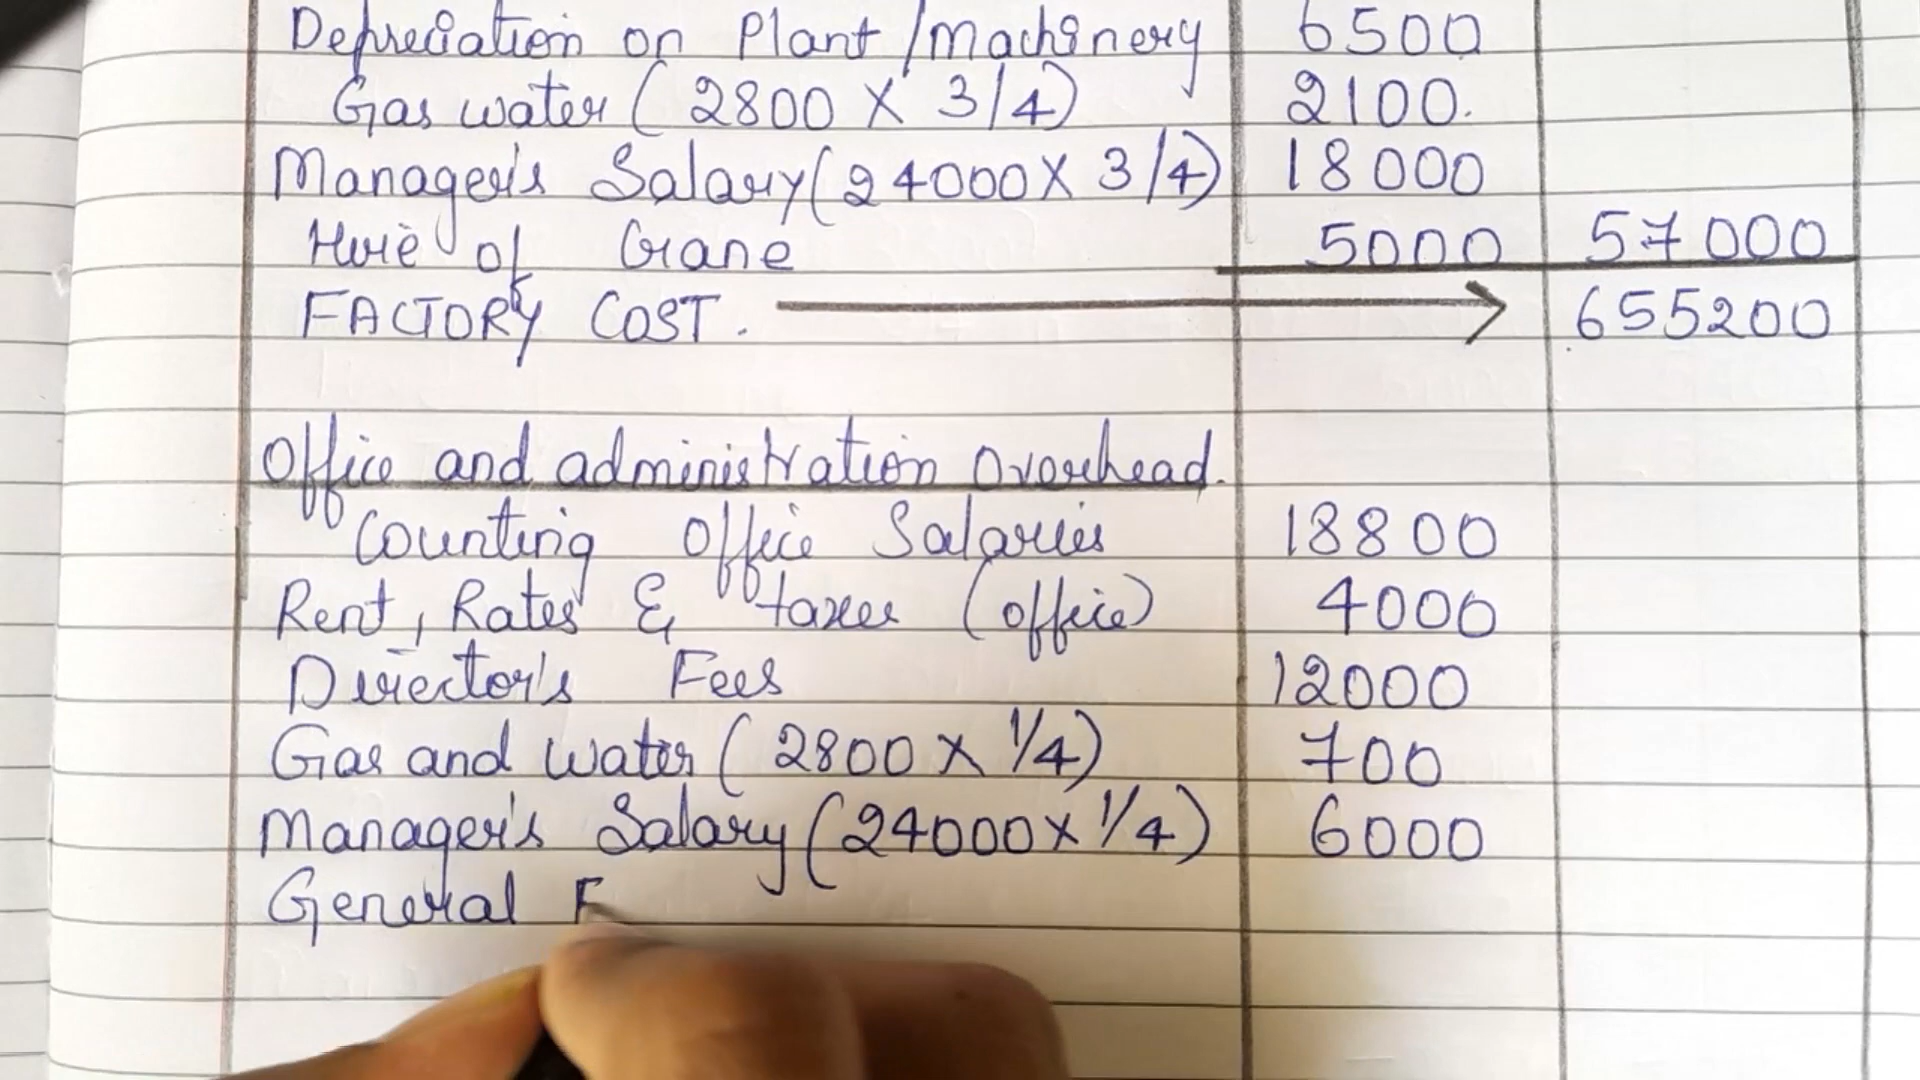 Depreciation on Plant/Machinery 6500
Gas water (2800 X 3/4) 2100.
Manager's Salary (24000 X 3/4) 18000
Hire of Crane 5000 57000
FACTORY COST. 655200
Office and administration Overhead.
Counting Office Salaries 18800
Rent, Rates & taxes (office) 4000
Director's Fees 12000
Gas and water (2800 X 1/4) 700
Manager's Salary (24000 X 1/4) 6000
General